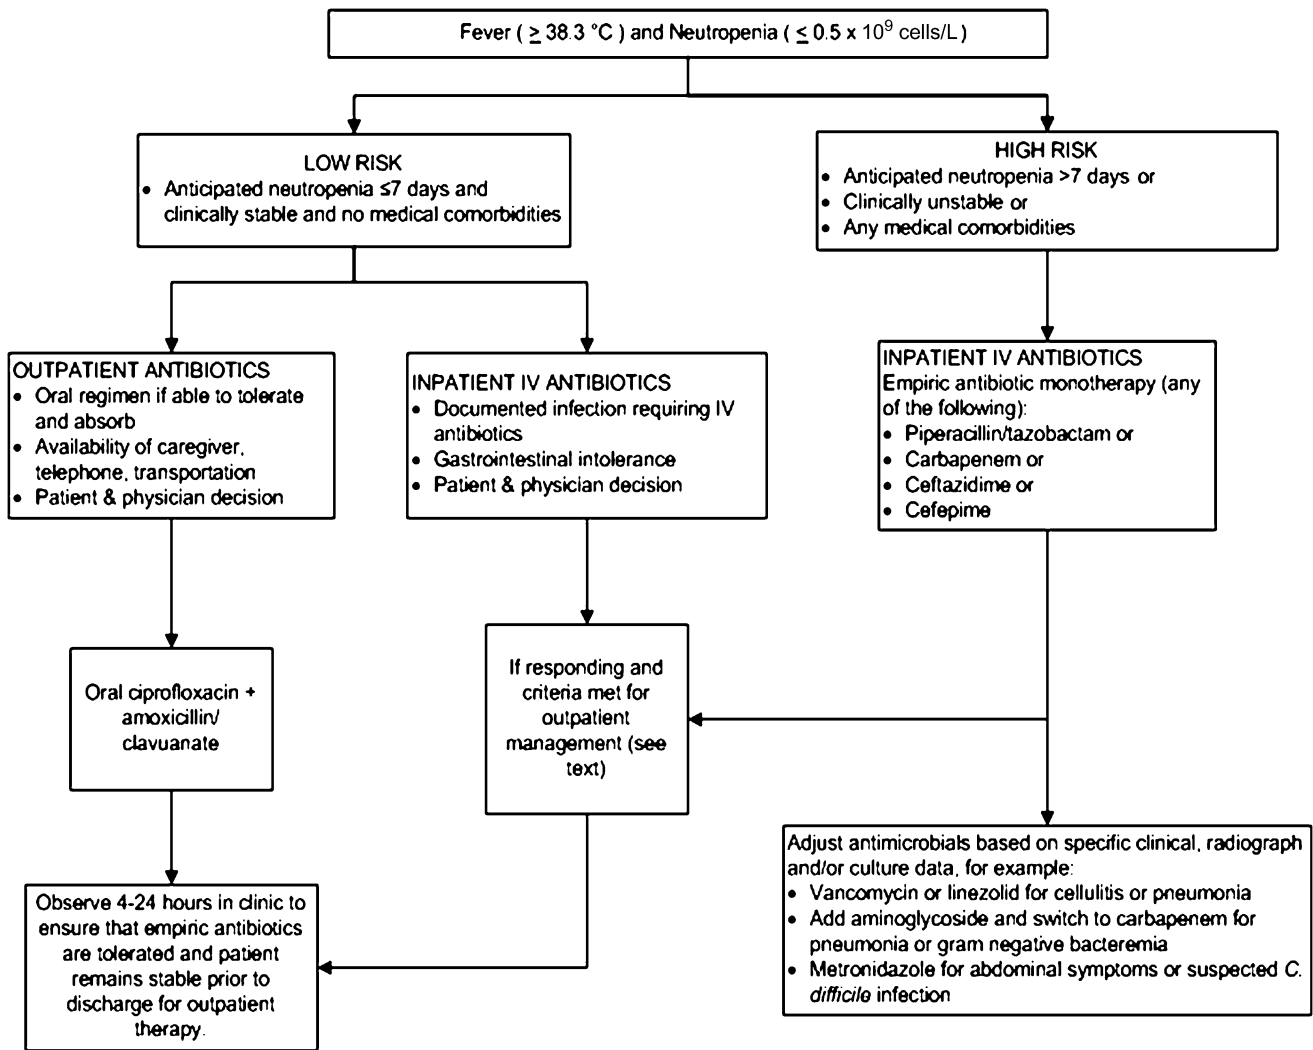 Fever ( ≥ 38.3 °C ) and Neutropenia ( ≤ 0.5 x 10⁹ cells/L )
LOW RISK
• Anticipated neutropenia ≤7 days and
clinically stable and no medical comorbidities
HIGH RISK
• Anticipated neutropenia >7 days or
• Clinically unstable or
• Any medical comorbidities
OUTPATIENT ANTIBIOTICS
• Oral regimen if able to tolerate
and absorb
• Availability of caregiver,
telephone, transportation
• Patient & physician decision
INPATIENT IV ANTIBIOTICS
• Documented infection requiring IV
antibiotics
• Gastrointestinal intolerance
• Patient & physician decision
INPATIENT IV ANTIBIOTICS
Empiric antibiotic monotherapy (any
of the following):
• Piperacillin/tazobactam or
• Carbapenem or
• Ceftazidime or
• Cefepime
Oral ciprofloxacin +
amoxicillin/
clavuanate
If responding and
criteria met for
outpatient
management (see
text)
Observe 4-24 hours in clinic to
ensure that empiric antibiotics
are tolerated and patient
remains stable prior to
discharge for outpatient
therapy.
Adjust antimicrobials based on specific clinical, radiograph
and/or culture data, for example:
• Vancomycin or linezolid for cellulitis or pneumonia
• Add aminoglycoside and switch to carbapenem for
pneumonia or gram negative bacteremia
• Metronidazole for abdominal symptoms or suspected C.
difficile infection